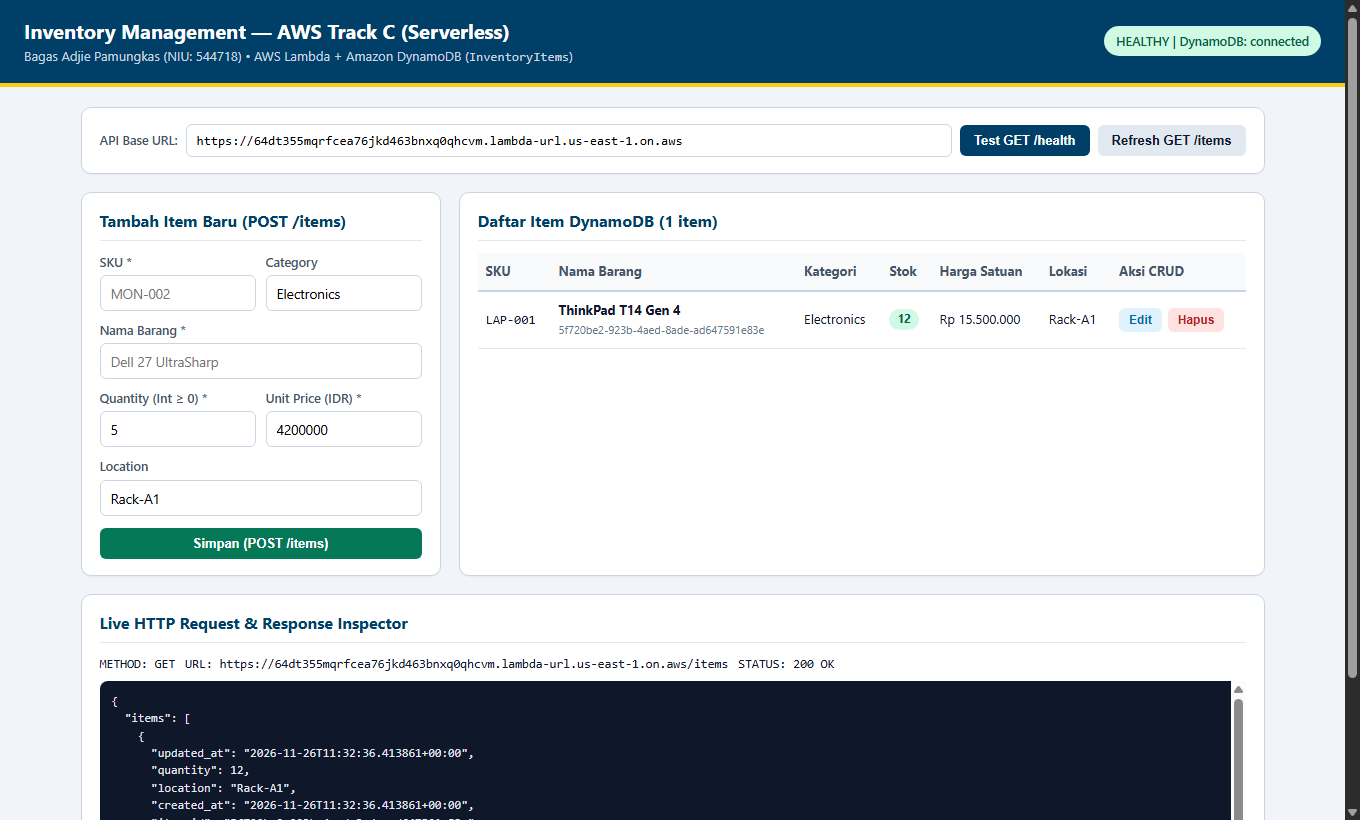 Inventory Management — AWS Track C (Serverless)
Bagas Adjie Pamungkas (NIU: 544718) • AWS Lambda + Amazon DynamoDB (InventoryItems)
HEALTHY | DynamoDB: connected
API Base URL:
https://64dt355mqrfcea76jkd463bnxq0qhcvm.lambda-url.us-east-1.on.aws
Test GET /health
Refresh GET /items
Tambah Item Baru (POST /items)
SKU *
Category
MON-002
Electronics
Nama Barang *
Dell 27 UltraSharp
Quantity (Int ≥ 0) *
Unit Price (IDR) *
5
4200000
Location
Rack-A1
Simpan (POST /items)
Daftar Item DynamoDB (1 item)
SKU Nama Barang Kategori Stok Harga Satuan Lokasi Aksi CRUD
LAP-001 ThinkPad T14 Gen 4 Electronics 12 Rp 15.500.000 Rack-A1 Edit Hapus
5f720be2-923b-4aed-8ade-ad647591e83e
Live HTTP Request & Response Inspector
METHOD: GET URL: https://64dt355mqrfcea76jkd463bnxq0qhcvm.lambda-url.us-east-1.on.aws/items STATUS: 200 OK
{
"items": [
{
"updated_at": "2026-11-26T11:32:36.413861+00:00",
"quantity": 12,
"location": "Rack-A1",
"created_at": "2026-11-26T11:32:36.413861+00:00",